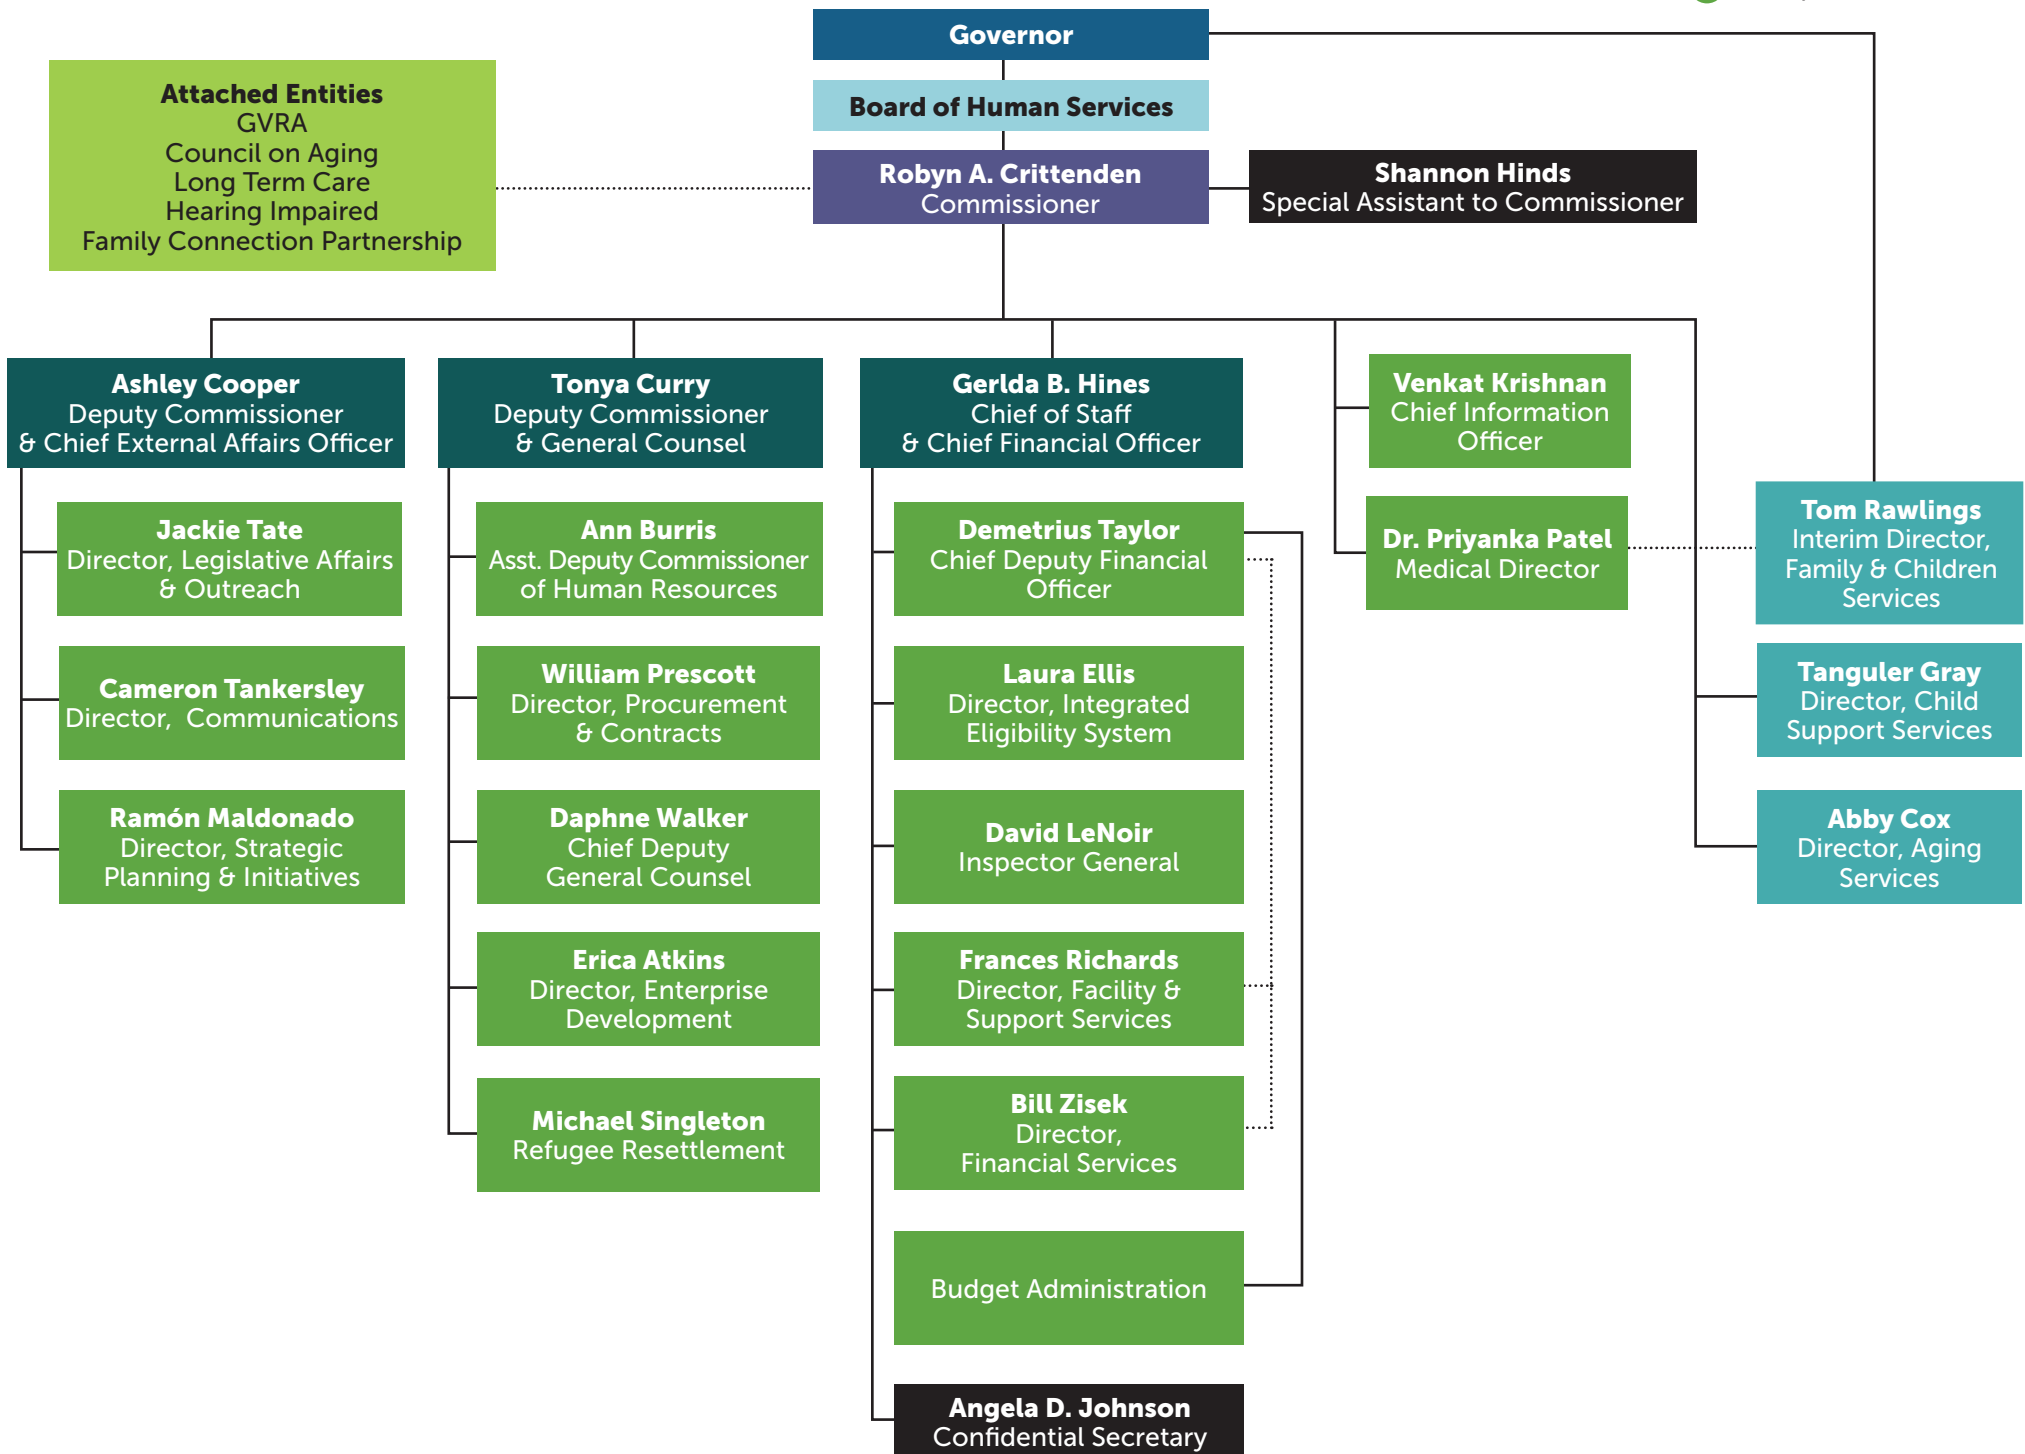 Governor
Attached Entities
GVRA
Council on Aging
Long Term Care
Hearing Impaired
Family Connection Partnership
Board of Human Services
Robyn A. Crittenden
Commissioner
Shannon Hinds
Special Assistant to Commissioner
Ashley Cooper
Deputy Commissioner
& Chief External Affairs Officer
Jackie Tate
Director, Legislative Affairs
& Outreach
Cameron Tankersley
Director, Communications
Ramón Maldonado
Director, Strategic
Planning & Initiatives
Tonya Curry
Deputy Commissioner
& General Counsel
Ann Burris
Asst. Deputy Commissioner
of Human Resources
William Prescott
Director, Procurement
& Contracts
Daphne Walker
Chief Deputy
General Counsel
Erica Atkins
Director, Enterprise
Development
Michael Singleton
Refugee Resettlement
Gerlda B. Hines
Chief of Staff
& Chief Financial Officer
Demetrius Taylor
Chief Deputy Financial
Officer
Laura Ellis
Director, Integrated
Eligibility System
David LeNoir
Inspector General
Frances Richards
Director, Facility &
Support Services
Bill Zisek
Director,
Financial Services
Budget Administration
Angela D. Johnson
Confidential Secretary
Venkat Krishnan
Chief Information
Officer
Dr. Priyanka Patel
Medical Director
Tom Rawlings
Interim Director,
Family & Children
Services
Tanguler Gray
Director, Child
Support Services
Abby Cox
Director, Aging
Services